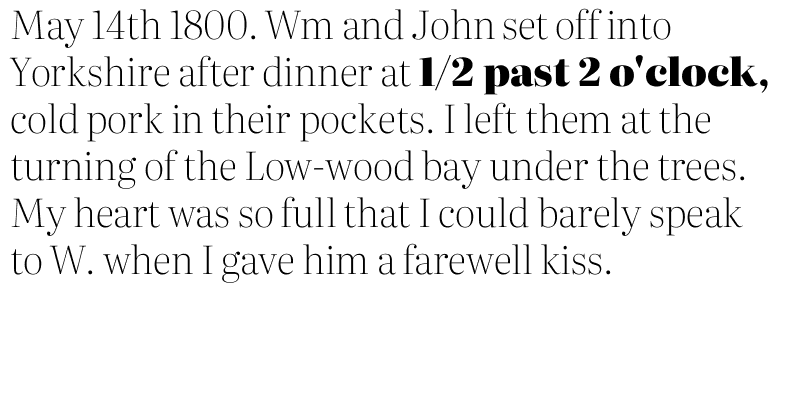 May 14th 1800. Wm and John set off into
Yorkshire after dinner at 1/2 past 2 o'clock,
cold pork in their pockets. I left them at the
turning of the Low-wood bay under the trees.
My heart was so full that I could barely speak
to W. when I gave him a farewell kiss.